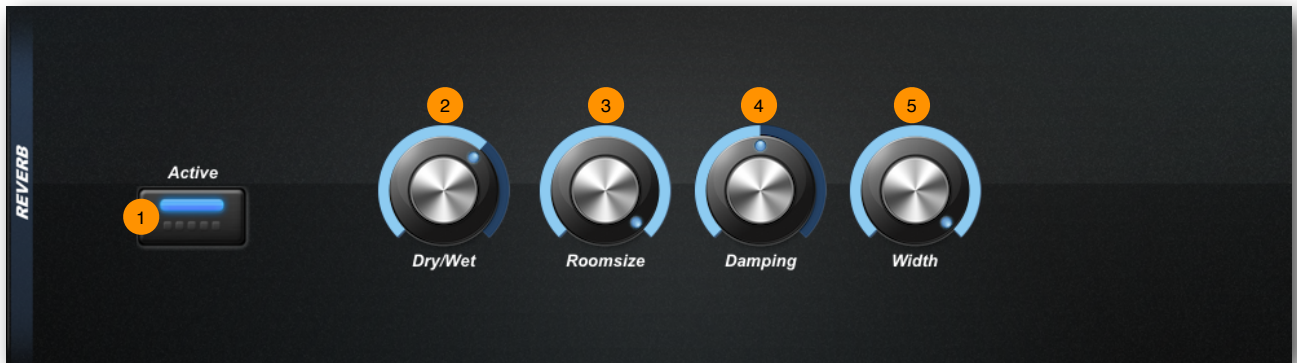 REVERB
Active
1
2
3
4
5
Dry/Wet
Roomsize
Damping
Width